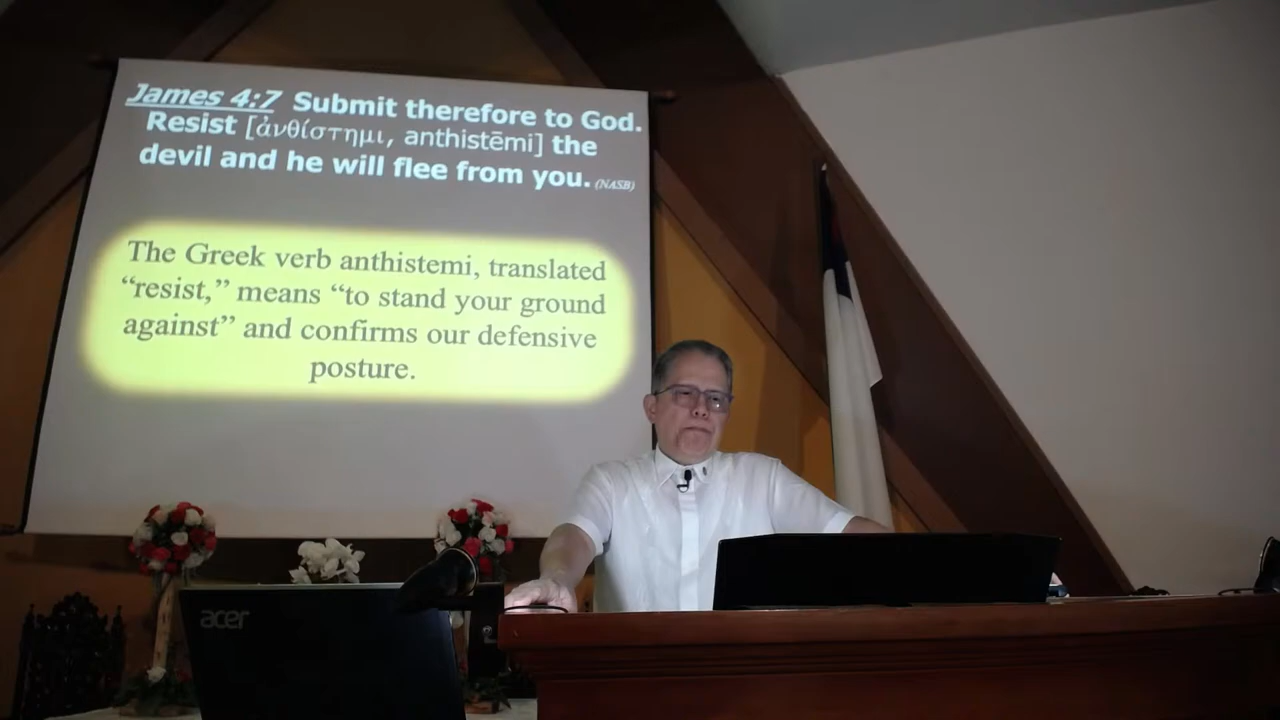 James 4:7 Submit therefore to God.
Resist [ἀνθίστημι, anthistēmi] the
devil and he will flee from you. (NASB)
The Greek verb anthistemi, translated
“resist,” means “to stand your ground
against” and confirms our defensive
posture.
acer